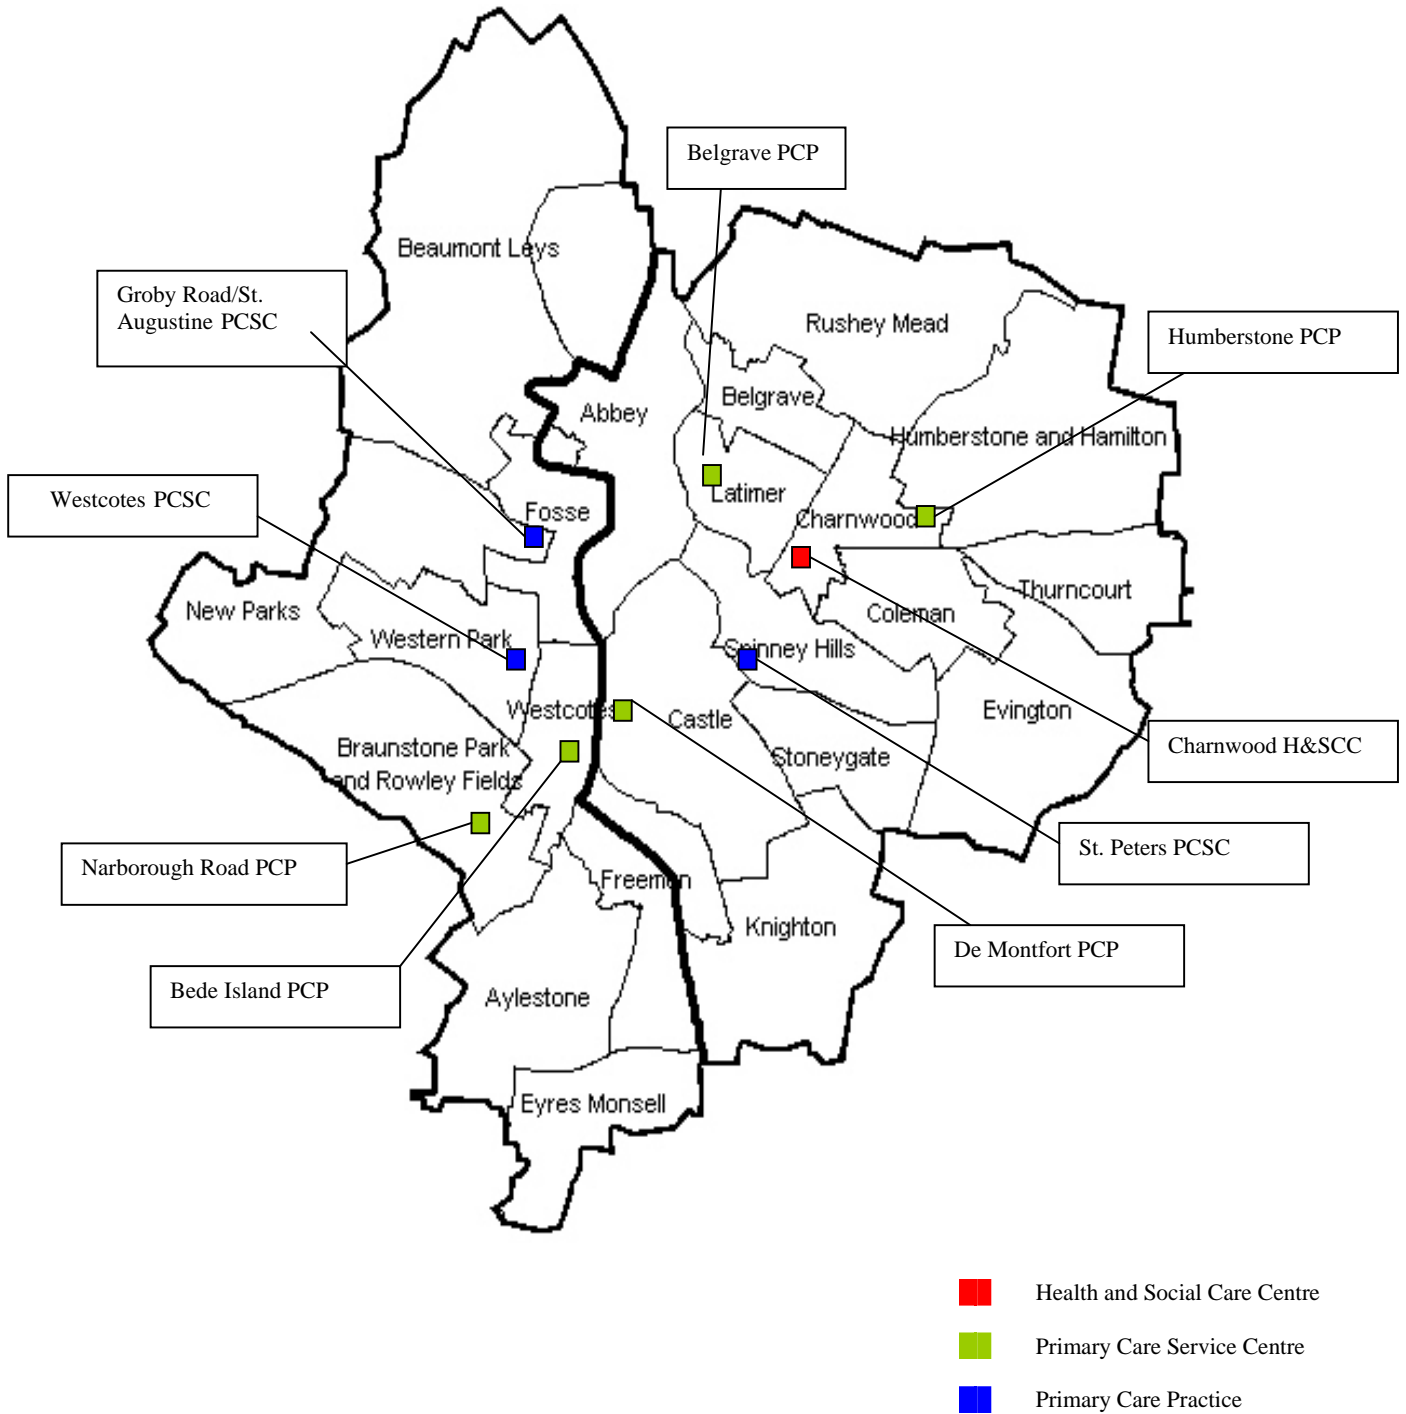 Belgrave PCP
Beaumont Leys
Groby Road/St.
Augustine PCSC
Rushey Mead
Humberstone PCP
Belgrave
Abbey
Humberstone and Hamilton
Westcotes PCSC
Latimer
Fosse
Charnwood
Thurncourt
New Parks
Coleman
Western Park
Spinney Hills
Westcotes
Castle
Evington
Braunstone Park
and Rowley Fields
Stoneygate
Charnwood H&SCC
Narborough Road PCP
St. Peters PCSC
Freemen
Knighton
De Montfort PCP
Bede Island PCP
Aylestone
Eyres Monsell
Health and Social Care Centre
Primary Care Service Centre
Primary Care Practice